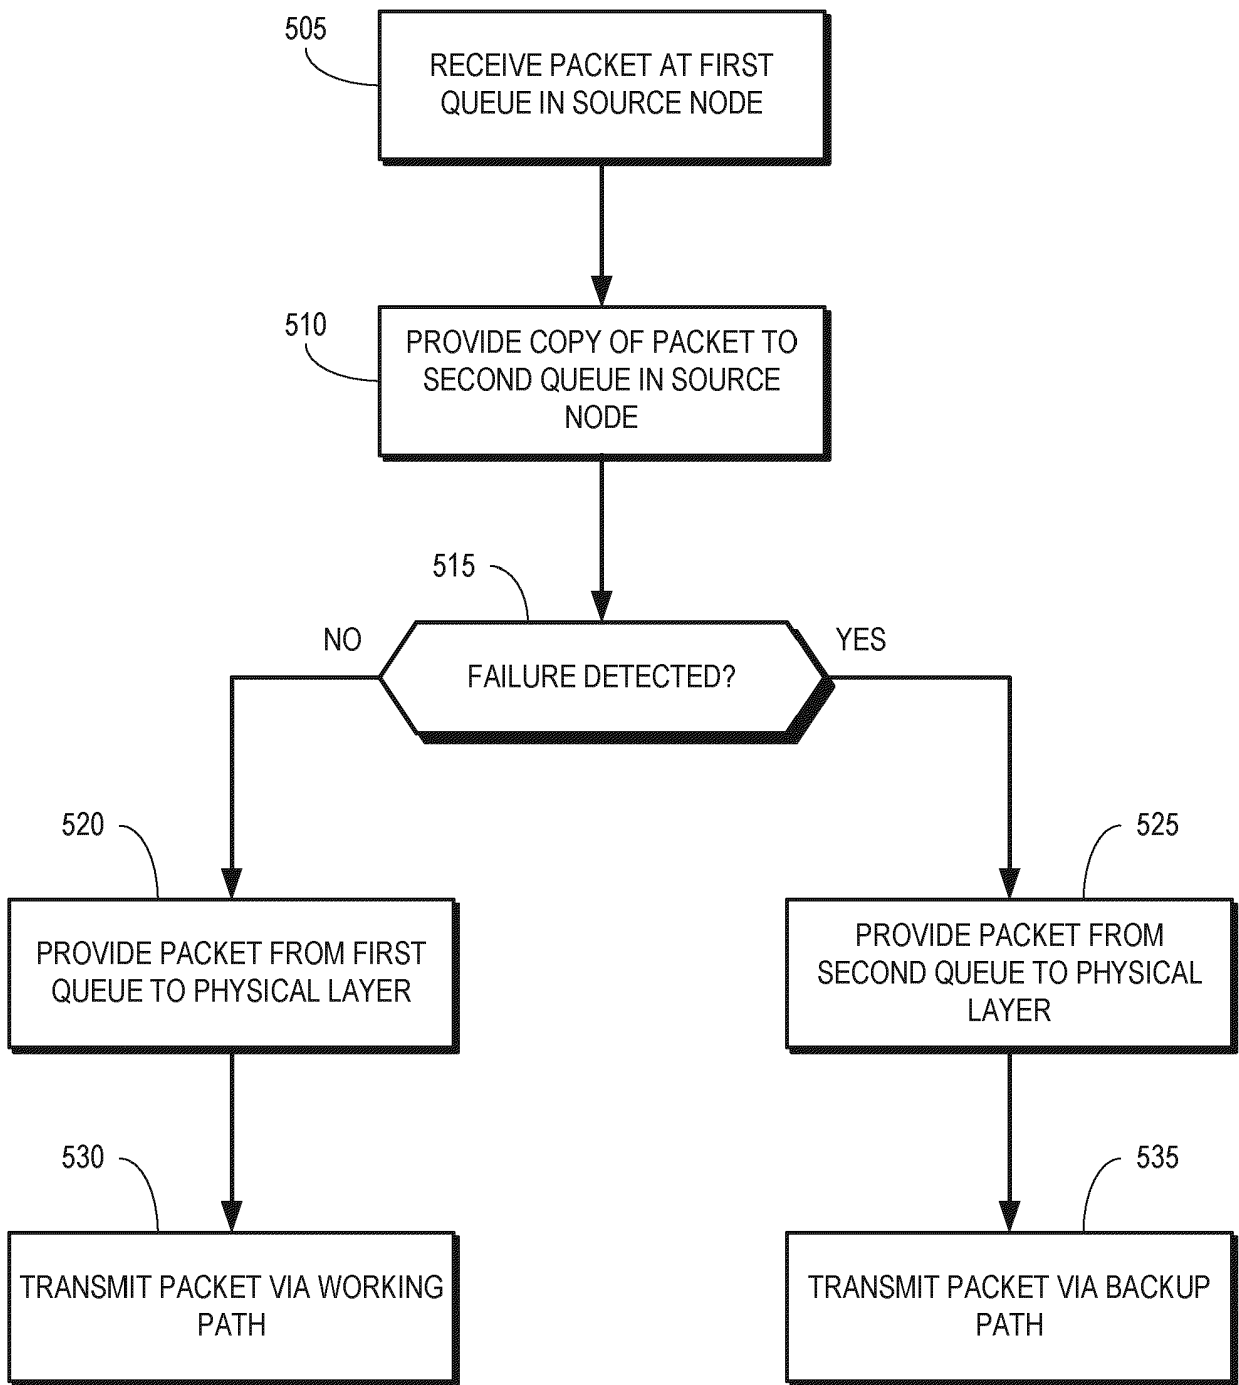 505
RECEIVE PACKET AT FIRST
QUEUE IN SOURCE NODE
510
PROVIDE COPY OF PACKET TO
SECOND QUEUE IN SOURCE
NODE
515
NO
FAILURE DETECTED?
YES
520
PROVIDE PACKET FROM FIRST
QUEUE TO PHYSICAL LAYER
525
PROVIDE PACKET FROM
SECOND QUEUE TO PHYSICAL
LAYER
530
TRANSMIT PACKET VIA WORKING
PATH
535
TRANSMIT PACKET VIA BACKUP
PATH